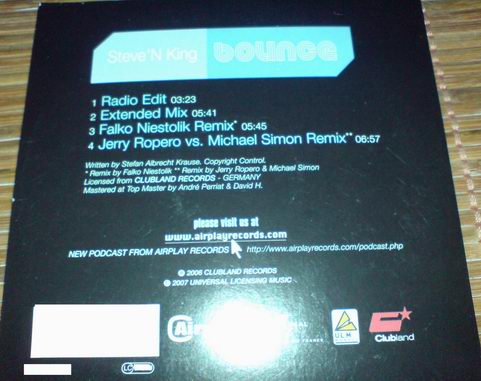 Steve'N King bounce
1 Radio Edit 03:23
2 Extended Mix 05:41
3 Falko Niestolik Remix* 05:45
4 Jerry Ropero vs. Michael Simon Remix** 06:57
Written by Stefan Albrecht Krause. Copyright Control.
* Remix by Falko Niestolik ** Remix by Jerry Ropero & Michael Simon
Licensed from CLUBLAND RECORDS - GERMANY
Mastered at Top Master by André Perriat & David H.
please visit us at
www.airplayrecords.com
NEW PODCAST FROM AIRPLAY RECORDS http://www.airplayrecords.com/podcast.php
℗ 2006 CLUBLAND RECORDS
© 2007 UNIVERSAL LICENSING MUSIC
ULM
Clubland
FRANCE
LC